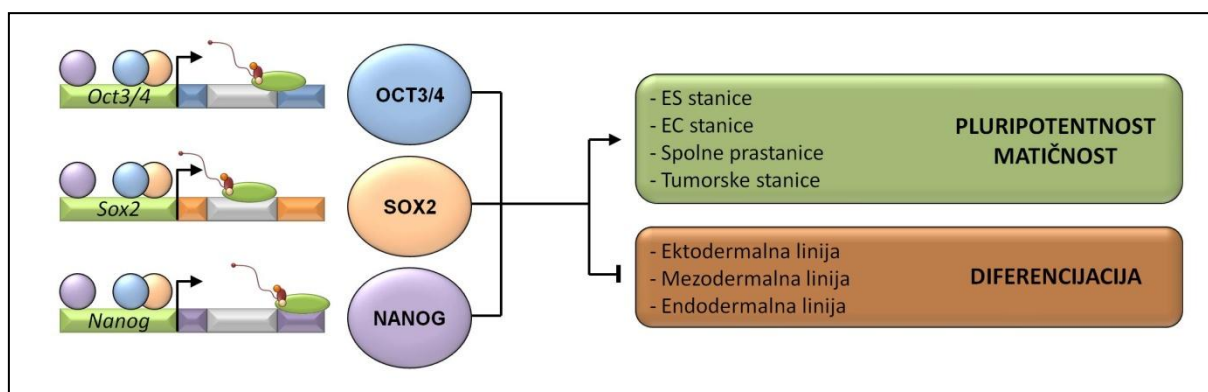 Oct3/4
OCT3/4
Sox2
SOX2
Nanog
NANOG
- ES stanice
- EC stanice
- Spolne prastanice
- Tumorske stanice
PLURIPOTENTNOST
MATIČNOST
- Ektodermalna linija
- Mezodermalna linija
- Endodermalna linija
DIFERENCIJACIJA